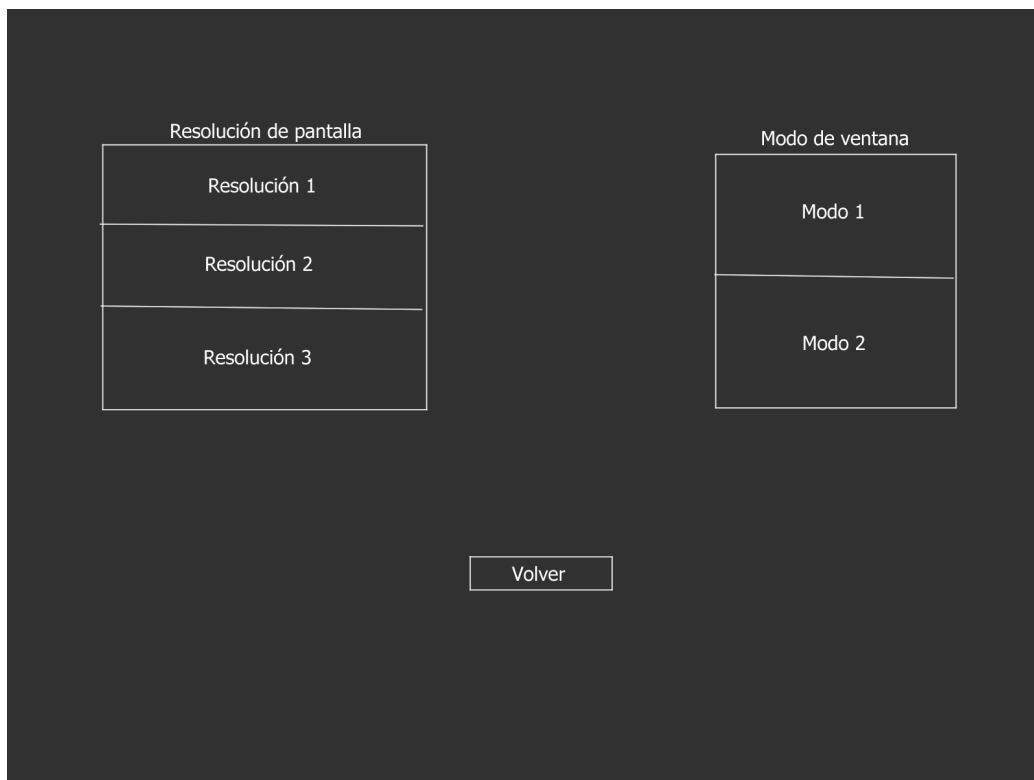 Resolución de pantalla
Resolución 1
Resolución 2
Resolución 3
Modo de ventana
Modo 1
Modo 2
Volver